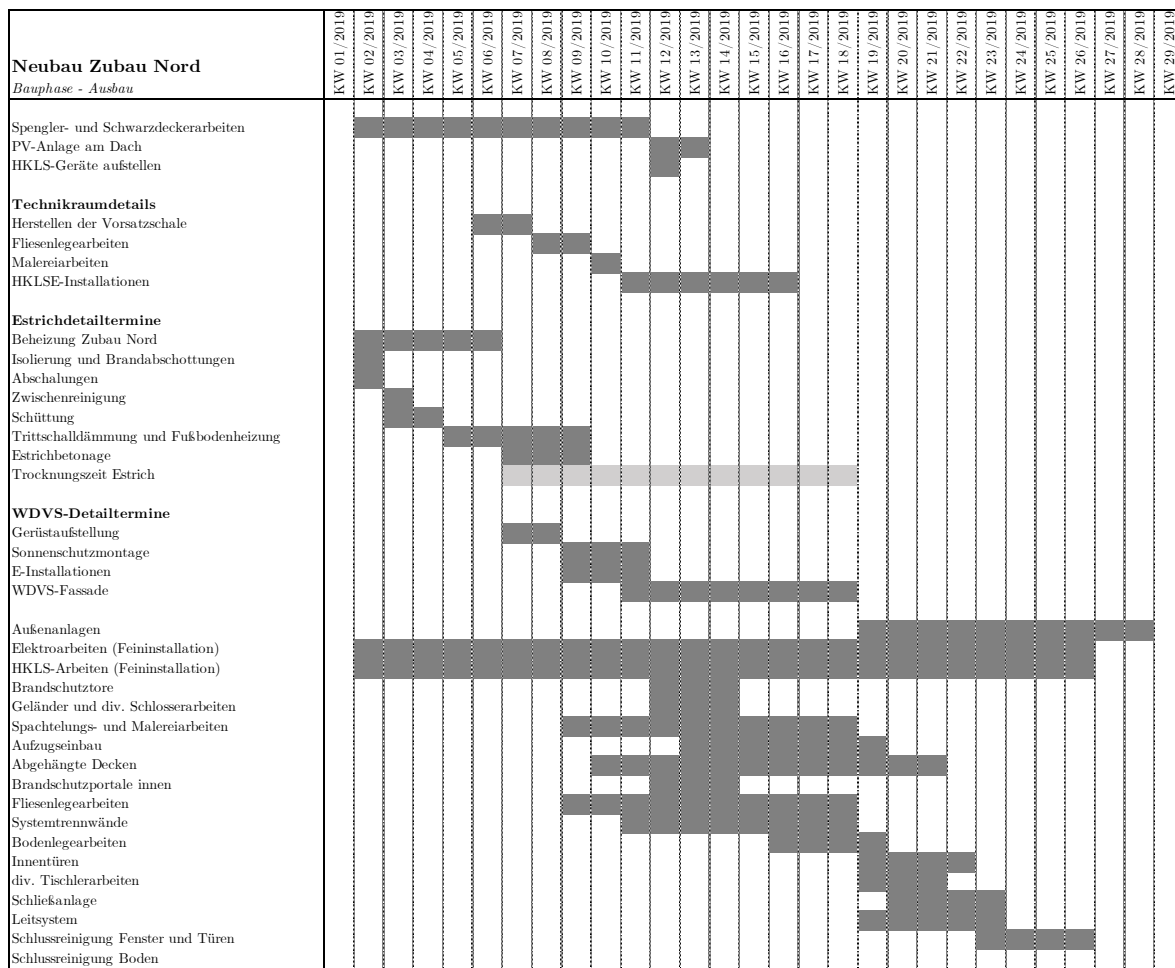 KW 01/2019
KW 02/2019
KW 03/2019
KW 04/2019
KW 05/2019
KW 06/2019
KW 07/2019
KW 08/2019
KW 09/2019
KW 10/2019
KW 11/2019
KW 12/2019
KW 13/2019
KW 14/2019
KW 15/2019
KW 16/2019
KW 17/2019
KW 18/2019
KW 19/2019
KW 20/2019
KW 21/2019
KW 22/2019
KW 23/2019
KW 24/2019
KW 25/2019
KW 26/2019
KW 27/2019
KW 28/2019
KW 29/2019
Neubau Zubau Nord
Bauphase - Ausbau
Spengler- und Schwarzdeckerarbeiten
PV-Anlage am Dach
HKLS-Geräte aufstellen
Technikraumdetails
Herstellen der Vorsatzschale
Fliesenlegearbeiten
Malereiarbeiten
HKLSE-Installationen
Estrichdetailtermine
Beheizung Zubau Nord
Isolierung und Brandabschottungen
Abschalungen
Zwischenreinigung
Schüttung
Trittschalldämmung und Fußbodenheizung
Estrichbetonage
Trocknungszeit Estrich
WDVS-Detailtermine
Gerüstaufstellung
Sonnenschutzmontage
E-Installationen
WDVS-Fassade
Außenanlagen
Elektroarbeiten (Feininstallation)
HKLS-Arbeiten (Feininstallation)
Brandschutztore
Geländer und div. Schlosserarbeiten
Spachtelungs- und Malereiarbeiten
Aufzugseinbau
Abgehängte Decken
Brandschutzportale innen
Fliesenlegearbeiten
Systemtrennwände
Bodenlegearbeiten
Innentüren
div. Tischlerarbeiten
Schließanlage
Leitsystem
Schlussreinigung Fenster und Türen
Schlussreinigung Boden